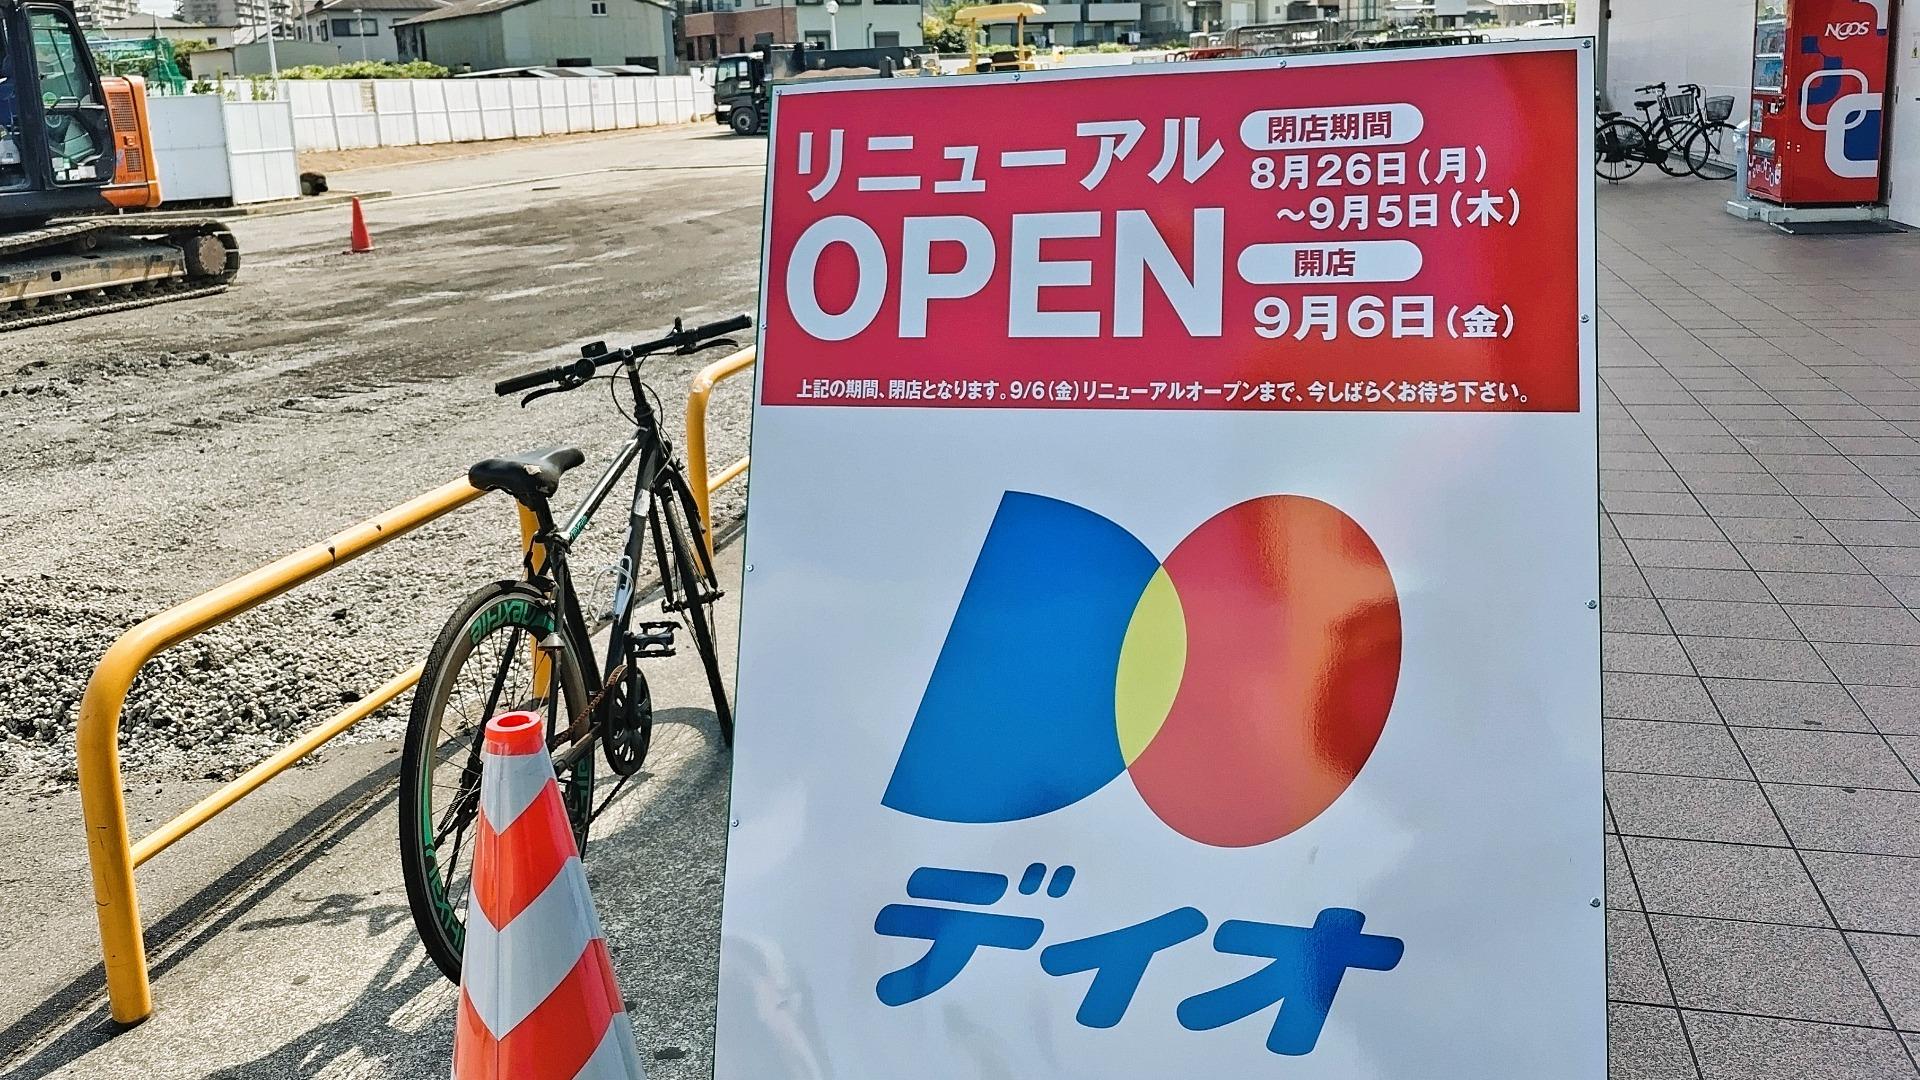 リニューアル
OPEN
閉店期間
8月26日(月)
～9月5日(木)
開店
9月6日(金)
上記の期間、閉店となります。9/6(金)リニューアルオープンまで、今しばらくお待ち下さい。
DO
ディオ
NEXTYLE